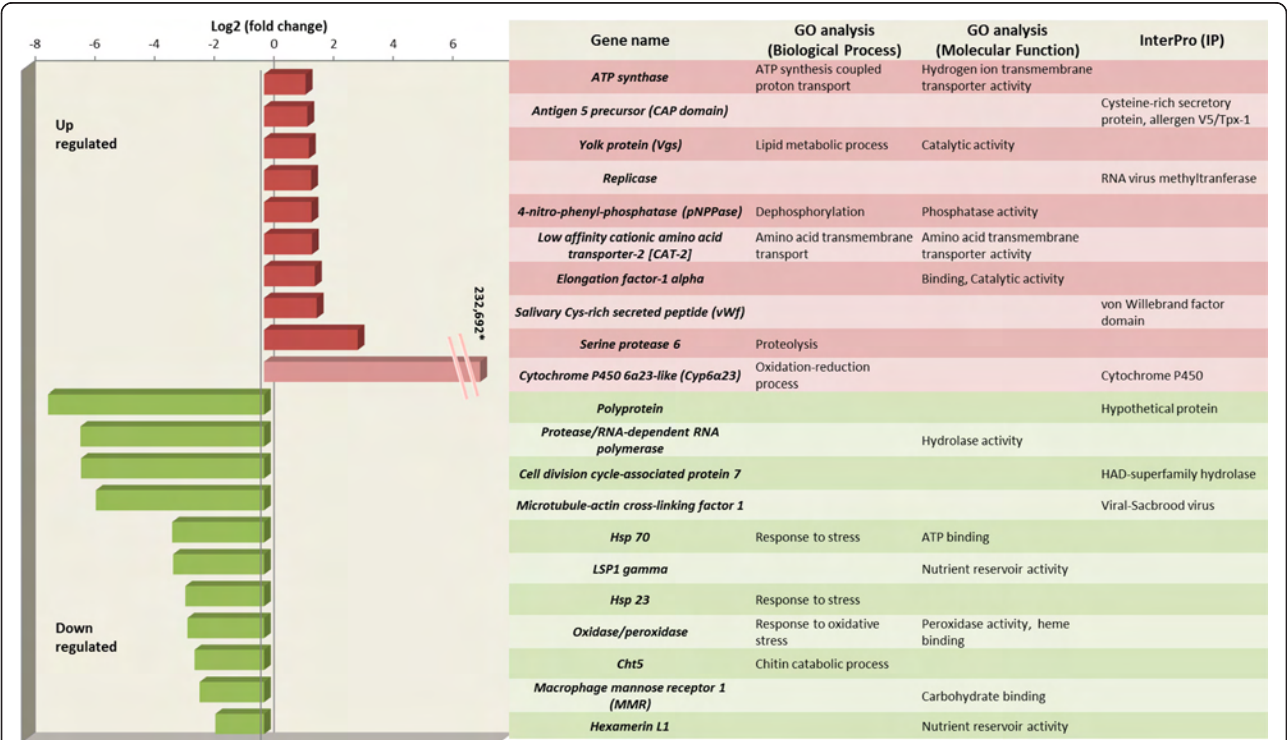 Log2 (fold change)
-8 -6 -4 -2 0 2 4 6
Up
regulated
232,692*
Down
regulated
Gene name
GO analysis
(Biological Process)
GO analysis
(Molecular Function)
InterPro (IP)
ATP synthase
ATP synthesis coupled
proton transport
Hydrogen ion transmembrane
transporter activity
Antigen 5 precursor (CAP domain)
Cysteine-rich secretory
protein, allergen V5/Tpx-1
Yolk protein (Vgs)
Lipid metabolic process
Catalytic activity
Replicase
RNA virus methyltranferase
4-nitro-phenyl-phosphatase (pNPPase)
Dephosphorylation
Phosphatase activity
Low affinity cationic amino acid
transporter-2 [CAT-2]
Amino acid transmembrane
transport
Amino acid transmembrane
transporter activity
Elongation factor-1 alpha
Binding, Catalytic activity
Salivary Cys-rich secreted peptide (vWf)
von Willebrand factor
domain
Serine protease 6
Proteolysis
Cytochrome P450 6α23-like (Cyp6α23)
Oxidation-reduction
process
Cytochrome P450
Polyprotein
Hypothetical protein
Protease/RNA-dependent RNA
polymerase
Hydrolase activity
Cell division cycle-associated protein 7
HAD-superfamily hydrolase
Microtubule-actin cross-linking factor 1
Viral-Sacbrood virus
Hsp 70
Response to stress
ATP binding
LSP1 gamma
Nutrient reservoir activity
Hsp 23
Response to stress
Oxidase/peroxidase
Response to oxidative
stress
Peroxidase activity, heme
binding
Cht5
Chitin catabolic process
Macrophage mannose receptor 1
(MMR)
Carbohydrate binding
Hexamerin L1
Nutrient reservoir activity